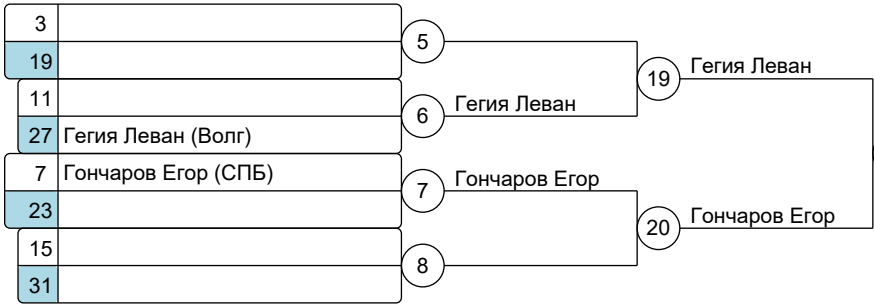 3
19
5
11
27 Гегия Леван (Волг)
6
Гегия Леван
19
Гегия Леван
7 Гончаров Егор (СПБ)
23
7
Гончаров Егор
15
31
8
20
Гончаров Егор